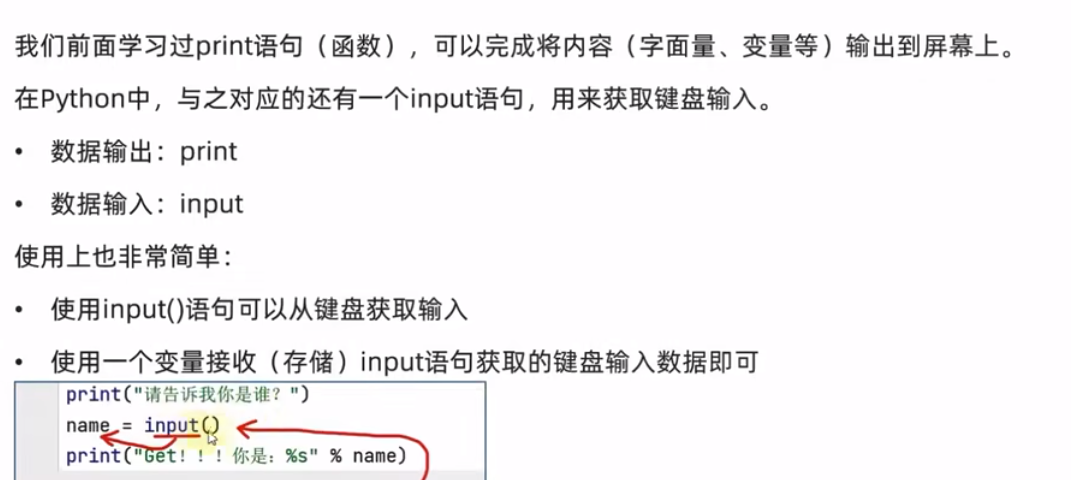 我们前面学习过print语句（函数），可以完成将内容（字面量、变量等）输出到屏幕上。
在Python中，与之对应的还有一个input语句，用来获取键盘输入。
• 数据输出：print
• 数据输入：input
使用上也非常简单：
• 使用input()语句可以从键盘获取输入
• 使用一个变量接收（存储）input语句获取的键盘输入数据即可
print("请告诉我你是谁？")
name = input()
print("Get！！！你是：%s" % name)